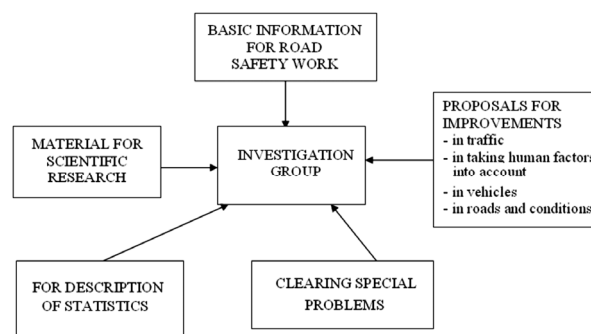 BASIC INFORMATION
FOR ROAD
SAFETY WORK
MATERIAL FOR
SCIENTIFIC
RESEARCH
INVESTIGATION
GROUP
PROPOSALS FOR
IMPROVEMENTS
- in traffic
- in taking human factors
into account
- in vehicles
- in roads and conditions
FOR DESCRIPTION
OF STATISTICS
CLEARING SPECIAL
PROBLEMS